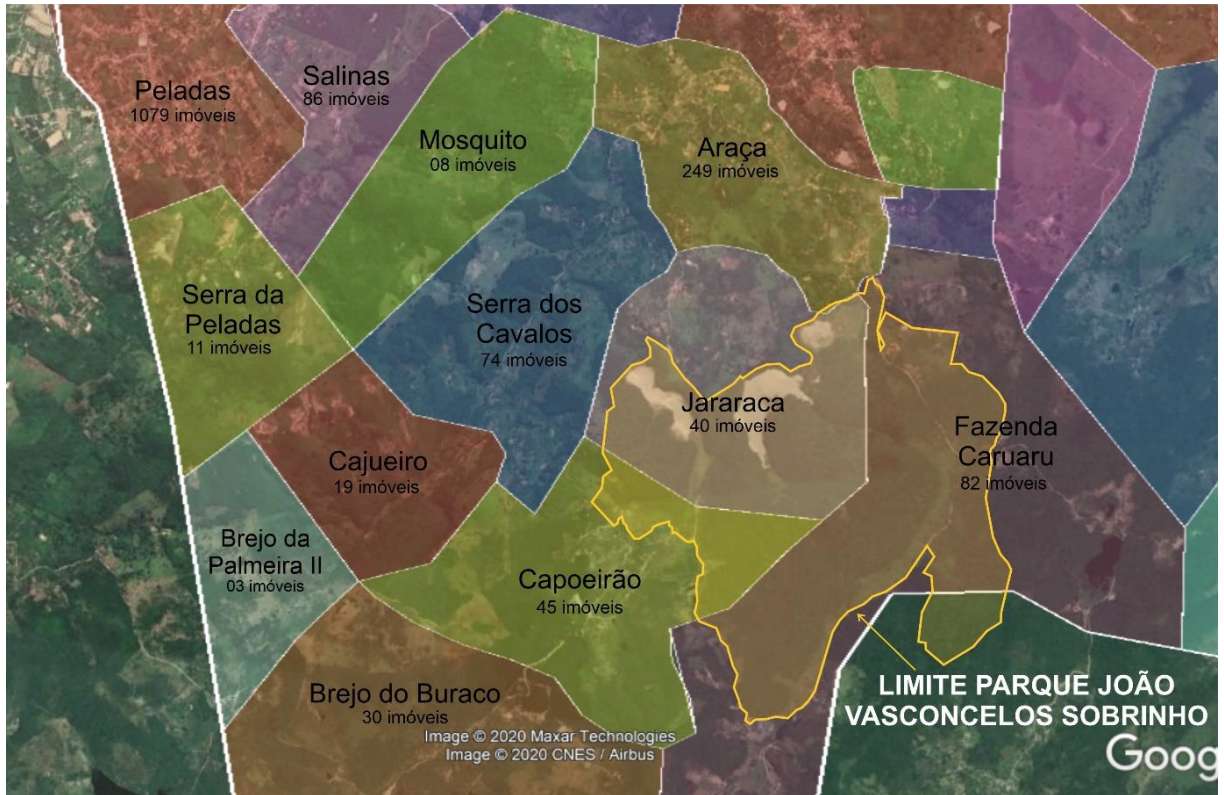 Peladas
1079 imóveis
Salinas
86 imóveis
Mosquito
08 imóveis
Araça
249 imóveis
Serra da
Peladas
11 imóveis
Serra dos
Cavalos
74 imóveis
Jararaca
40 imóveis
Fazenda
Caruaru
82 imóveis
Cajueiro
19 imóveis
Brejo da
Palmeira II
03 imóveis
Capoeirão
45 imóveis
Brejo do Buraco
30 imóveis
LIMITE PARQUE JOÃO
VASCONCELOS SOBRINHO
Image © 2020 Maxar Technologies
Image © 2020 CNES / Airbus
Goog